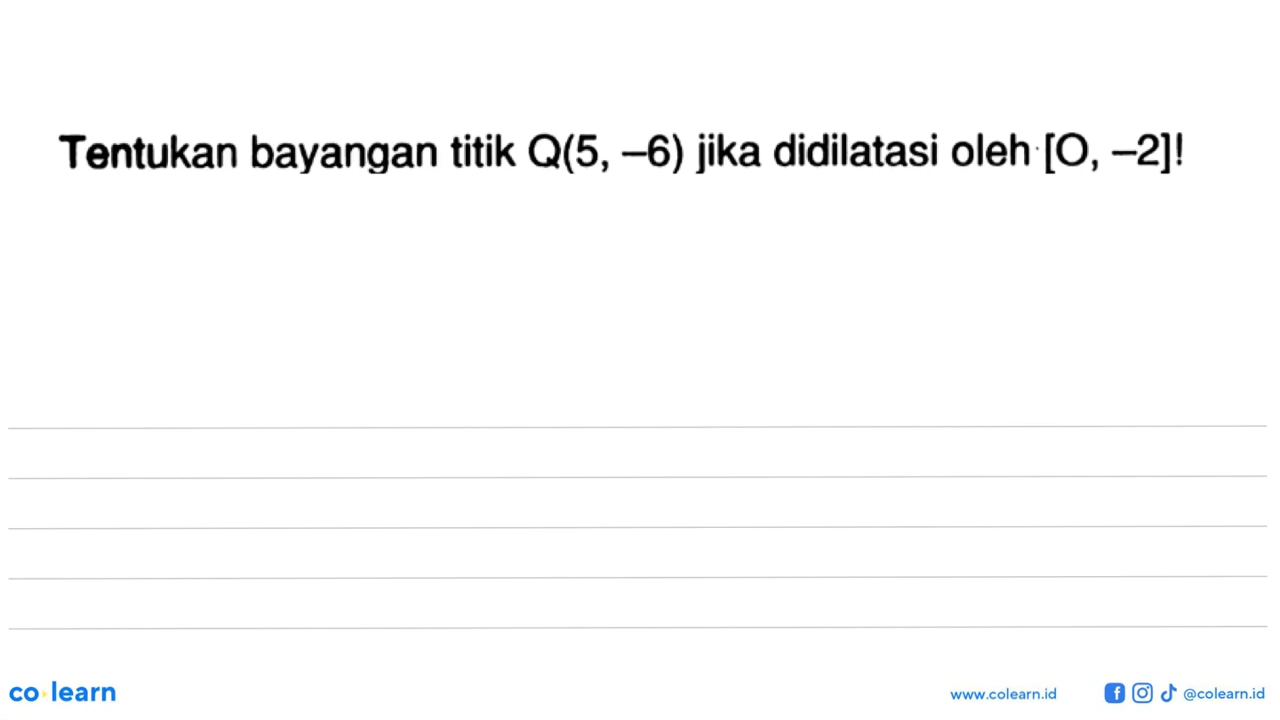 Tentukan bayangan titik Q(5, –6) jika didilatasi oleh [O, –2]!
co learn
www.colearn.id
@colearn.id